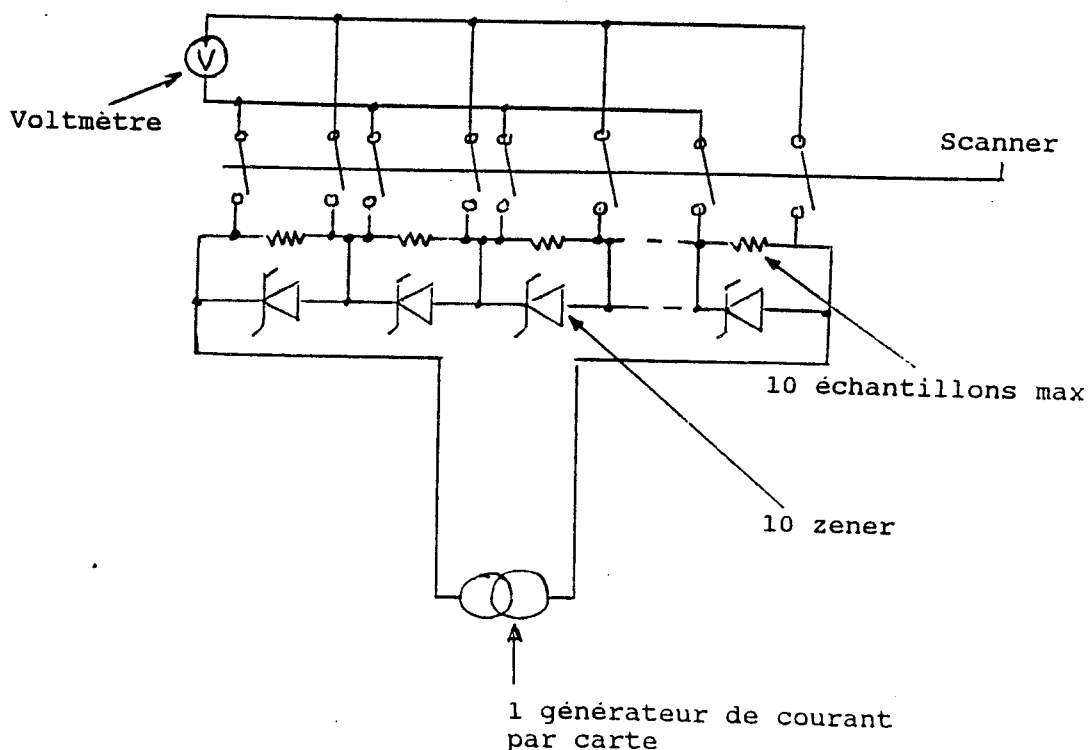 V
Voltmètre
Scanner
10 échantillons max
10 zener
1 générateur de courant
par carte